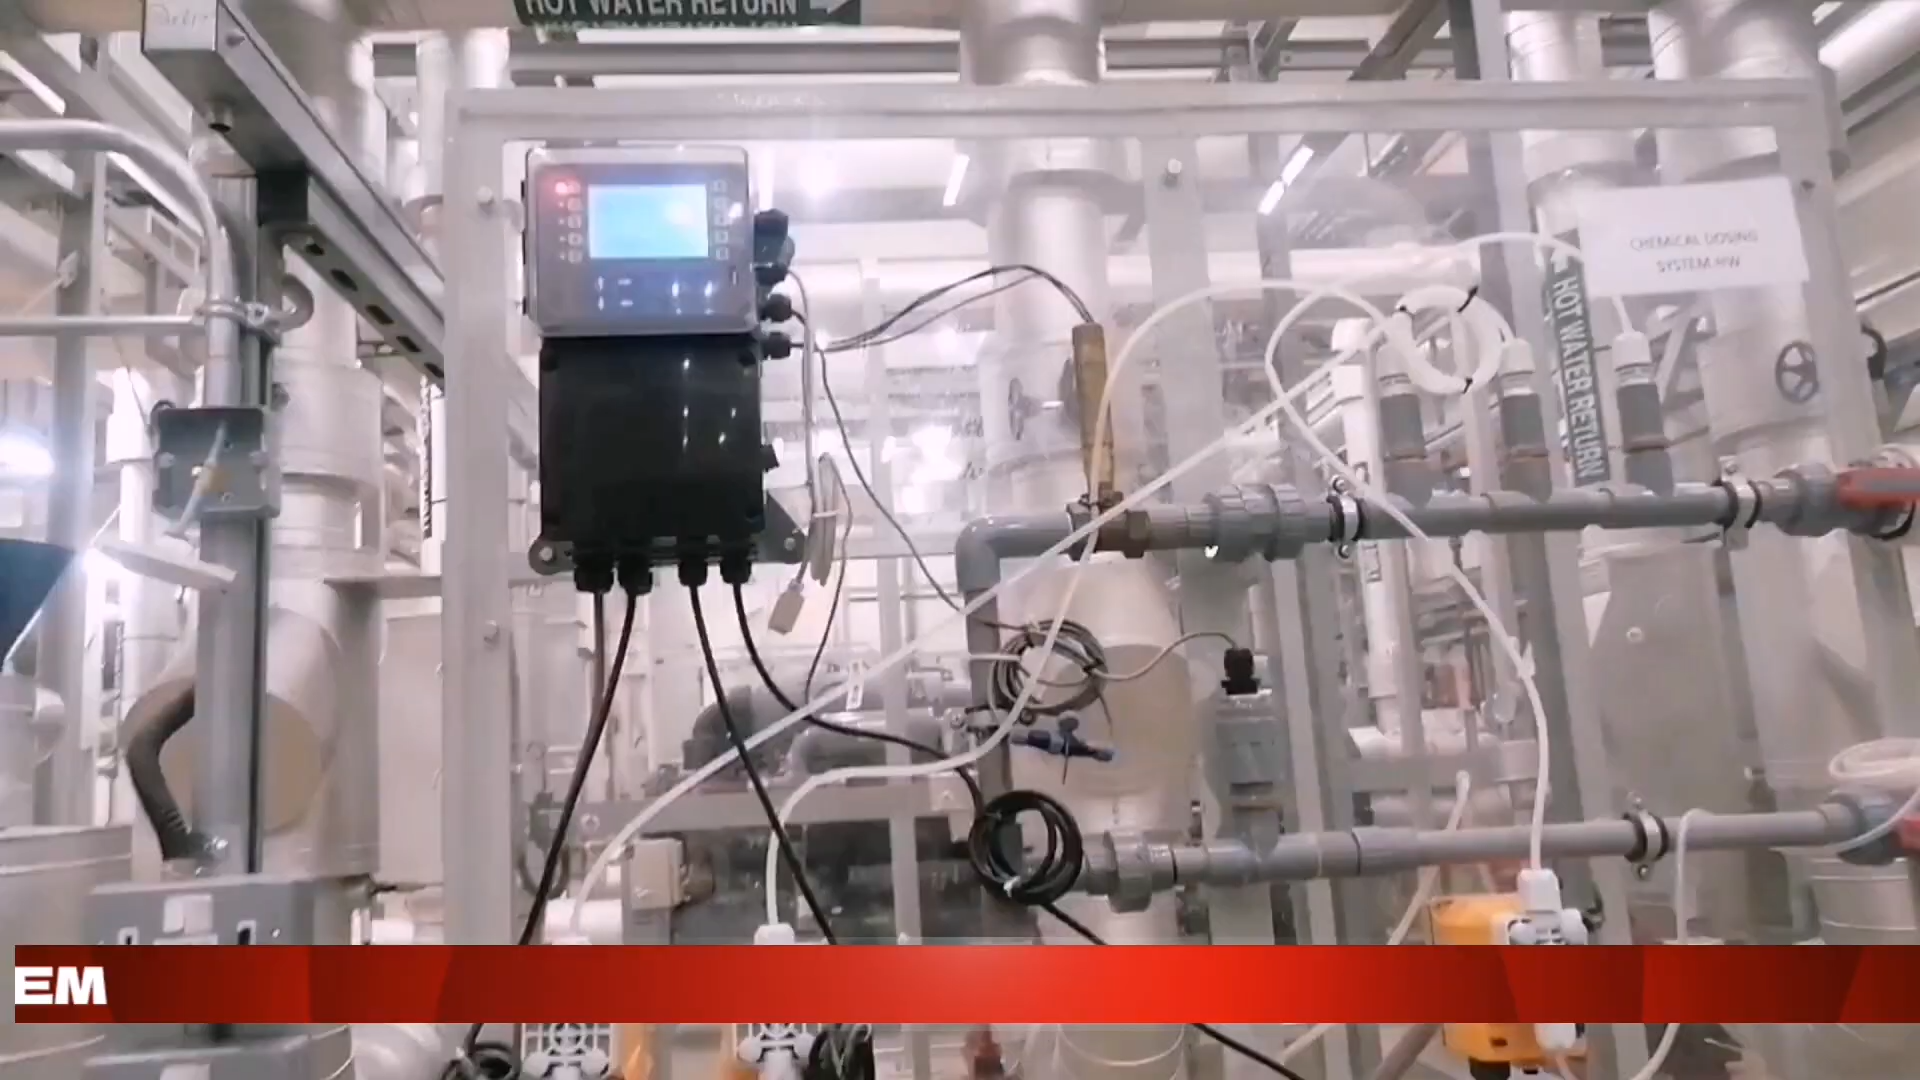 HOT WATER RETURN
CHEMICAL DOSING
SYSTEM.HW
HOT WATER RETURN
EM